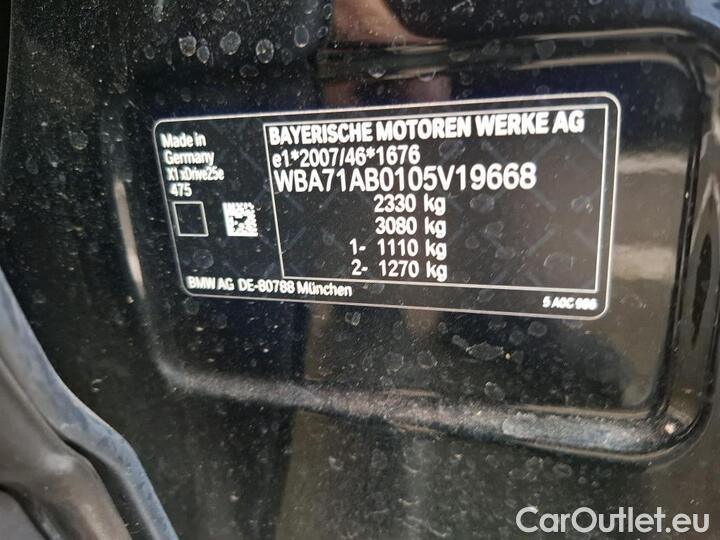 Made in
Germany
X1 xDrive25e
475
BAYERISCHE MOTOREN WERKE AG
e1*2007/46*1676
WBA71AB0105V19668
2330 kg
3080 kg
1- 1110 kg
2- 1270 kg
BMW AG DE-80788 München
5 A0C 986
CarOutlet.eu